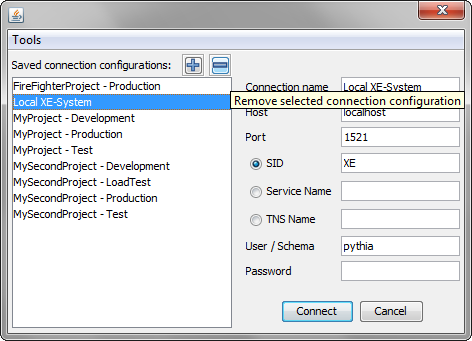 Tools
Saved connection configurations:
FireFighterProject - Production
Local XE-System
MyProject - Development
MyProject - Production
MyProject - Test
MySecondProject - Development
MySecondProject - LoadTest
MySecondProject - Production
MySecondProject - Test
Connection name Local XE-System
Remove selected connection configuration
Host localhost
Port 1521
SID XE
Service Name
TNS Name
User / Schema pythia
Password
Connect Cancel